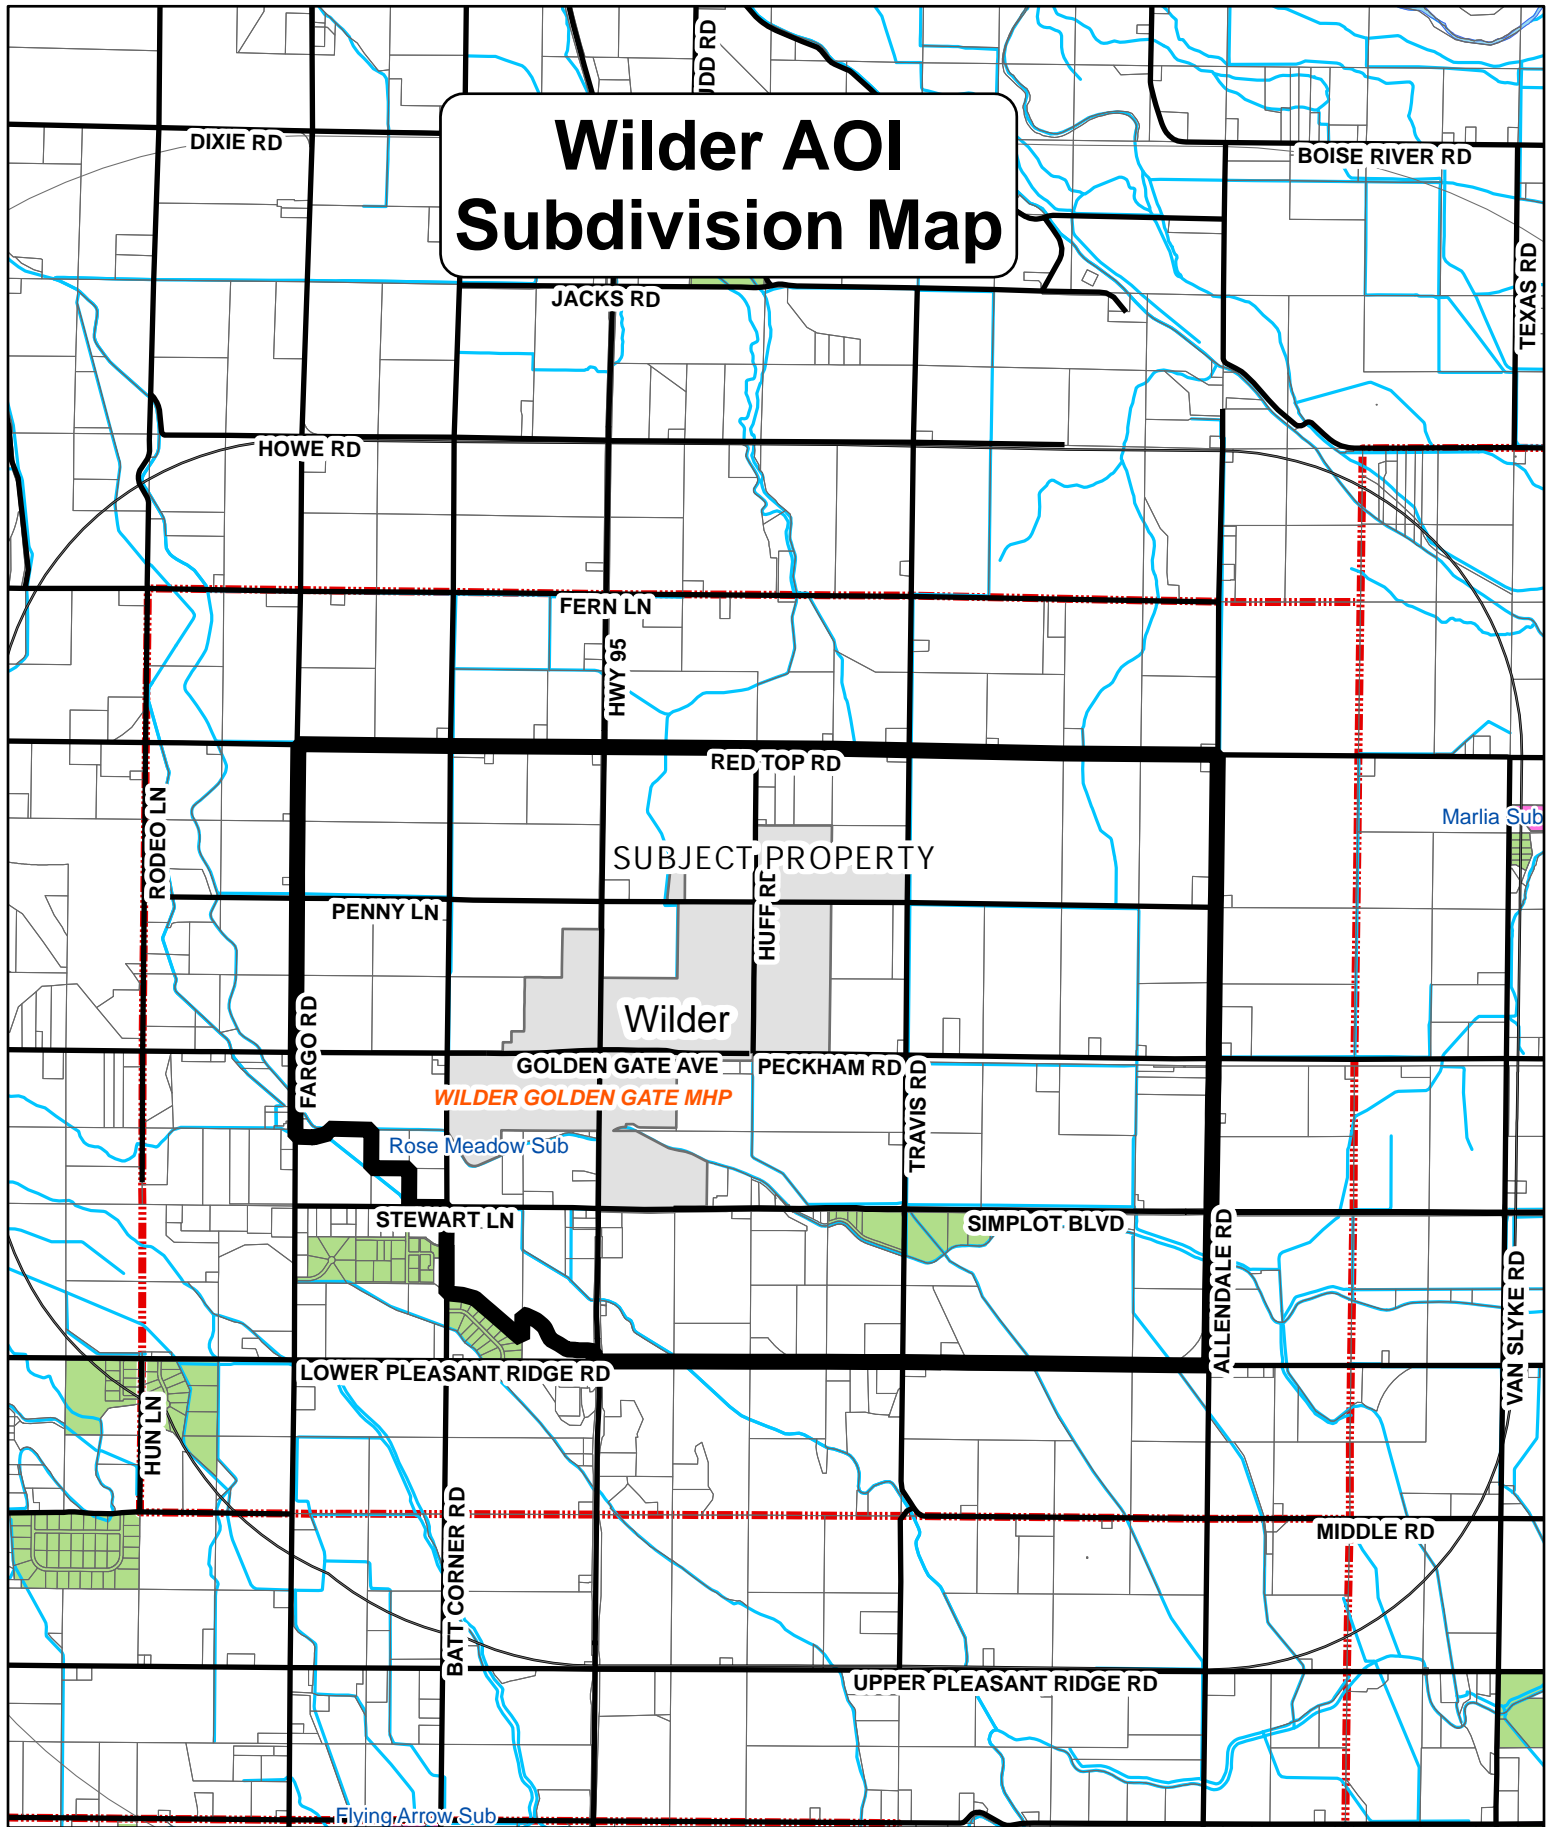 UDD RD
DIXIE RD
Wilder AOI
Subdivision Map
BOISE RIVER RD
TEXAS RD
JACKS RD
HOWE RD
FERN LN
HWY 95
RED TOP RD
RODEO LN
Marlia Sub
SUBJECT PROPERTY
HUFF RD
PENNY LN
FARGO RD
Wilder
GOLDEN GATE AVE
PECKHAM RD
TRAVIS RD
WILDER GOLDEN GATE MHP
Rose Meadow Sub
STEWART LN
SIMPLOT BLVD
ALLENDALE RD
VAN SLYKE RD
LOWER PLEASANT RIDGE RD
HUN LN
BATT CORNER RD
MIDDLE RD
UPPER PLEASANT RIDGE RD
Flying Arrow Sub